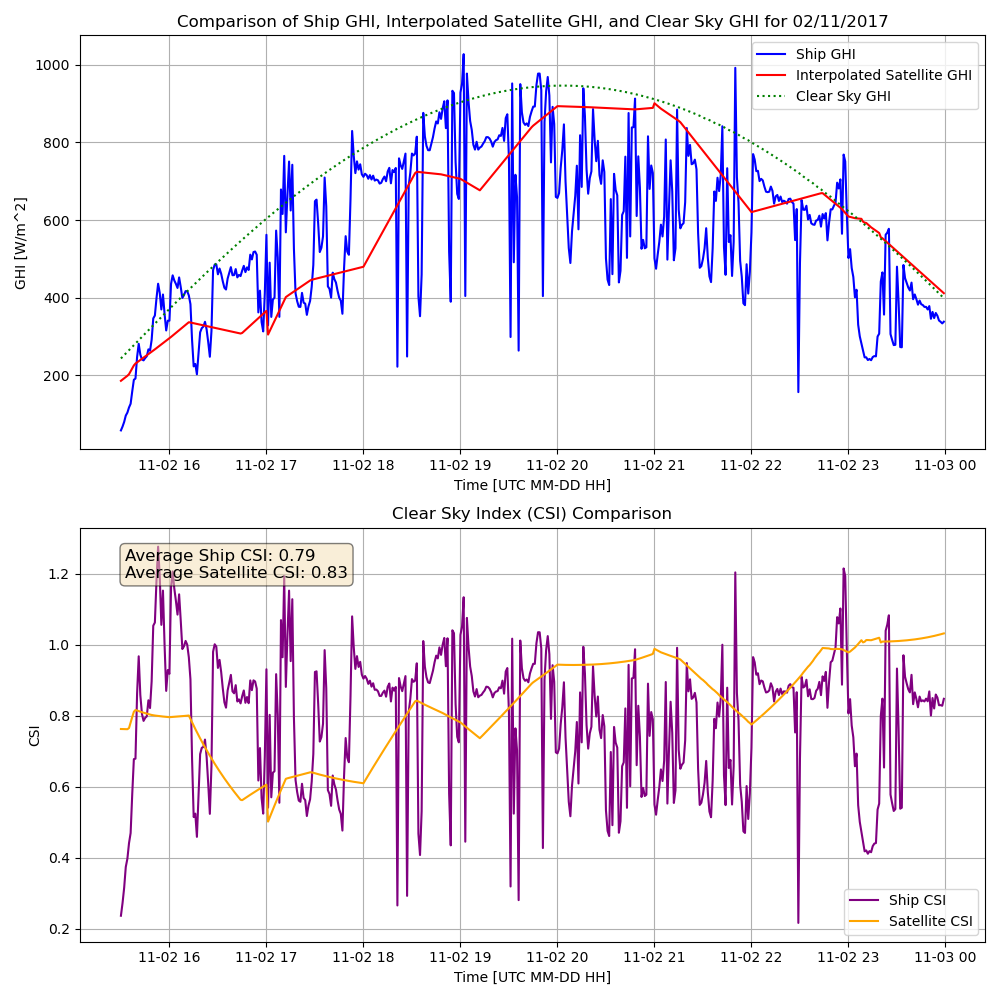 Comparison of Ship GHI, Interpolated Satellite GHI, and Clear Sky GHI for 02/11/2017
GHI [W/m^2]
1000
800
600
400
200
Ship GHI
Interpolated Satellite GHI
Clear Sky GHI
11-02 16 11-02 17 11-02 18 11-02 19 11-02 20 11-02 21 11-02 22 11-02 23 11-03 00
Time [UTC MM-DD HH]
Clear Sky Index (CSI) Comparison
CSI
1.2
1.0
0.8
0.6
0.4
0.2
Average Ship CSI: 0.79
Average Satellite CSI: 0.83
Ship CSI
Satellite CSI
11-02 16 11-02 17 11-02 18 11-02 19 11-02 20 11-02 21 11-02 22 11-02 23 11-03 00
Time [UTC MM-DD HH]